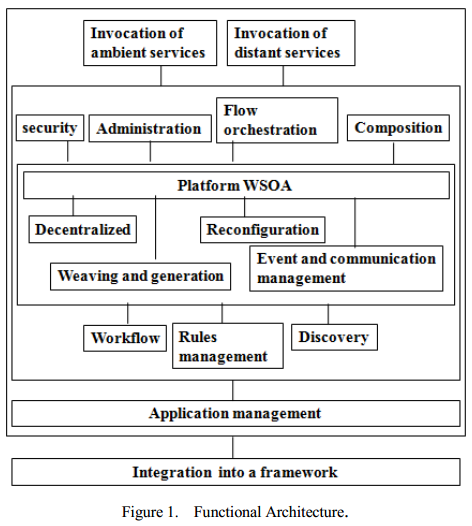 Invocation of
ambient services
Invocation of
distant services
security
Administration
Flow
orchestration
Composition
Platform WSOA
Decentralized
Reconfiguration
Weaving and generation
Event and communication
management
Workflow
Rules
management
Discovery
Application management
Integration into a framework
Figure 1. Functional Architecture.